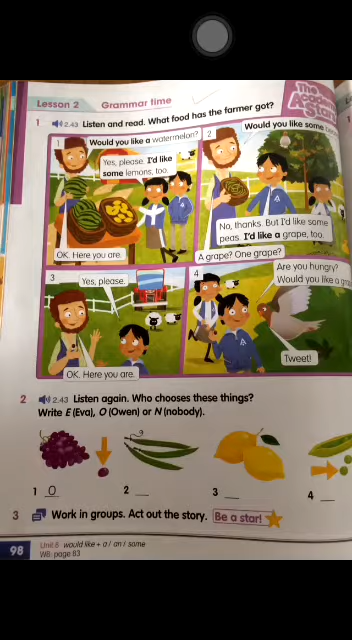 Lesson 2 Grammar time
The
Academy
Stars
1 2.43 Listen and read. What food has the farmer got?
1
Would you like a watermelon?
Yes, please. I'd like
some lemons, too.
OK. Here you are.
2
Would you like some
No, thanks. But I'd like some
peas. I'd like a grape, too.
A grape? One grape?
3
Yes, please.
OK. Here you are.
4
Are you hungry?
Would you like a
Tweet!
2 2.43 Listen again. Who chooses these things?
Write E (Eva), O (Owen) or N (nobody).
1 O
2 __
3 __
4 __
3 Work in groups. Act out the story. Be a star!
98
Unit 6 would like + a / an / some
WB: page 83